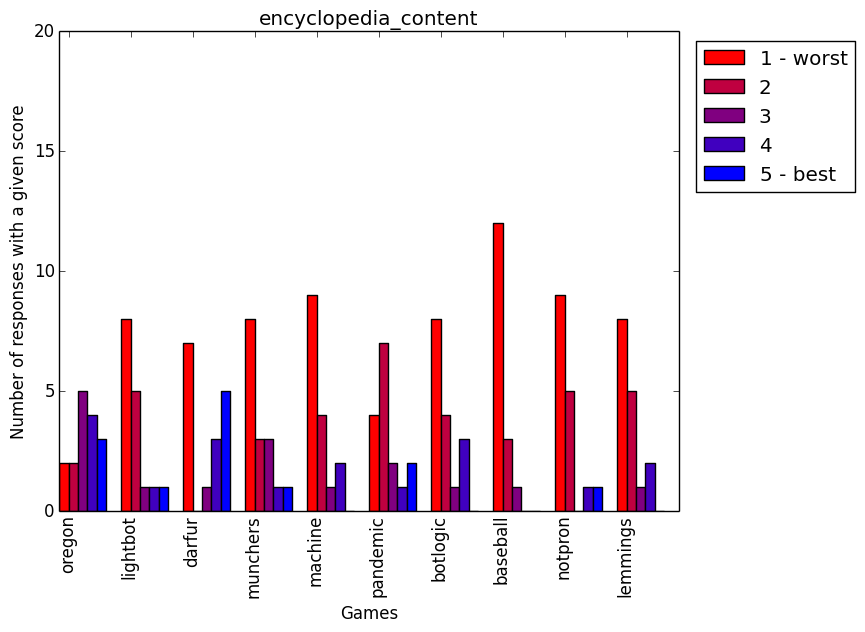 encyclopedia_content
20
15
10
5
0
Number of responses with a given score
oregon
lightbot
darfur
munchers
machine
pandemic
botlogic
baseball
notpron
lemmings
Games
1 - worst
2
3
4
5 - best